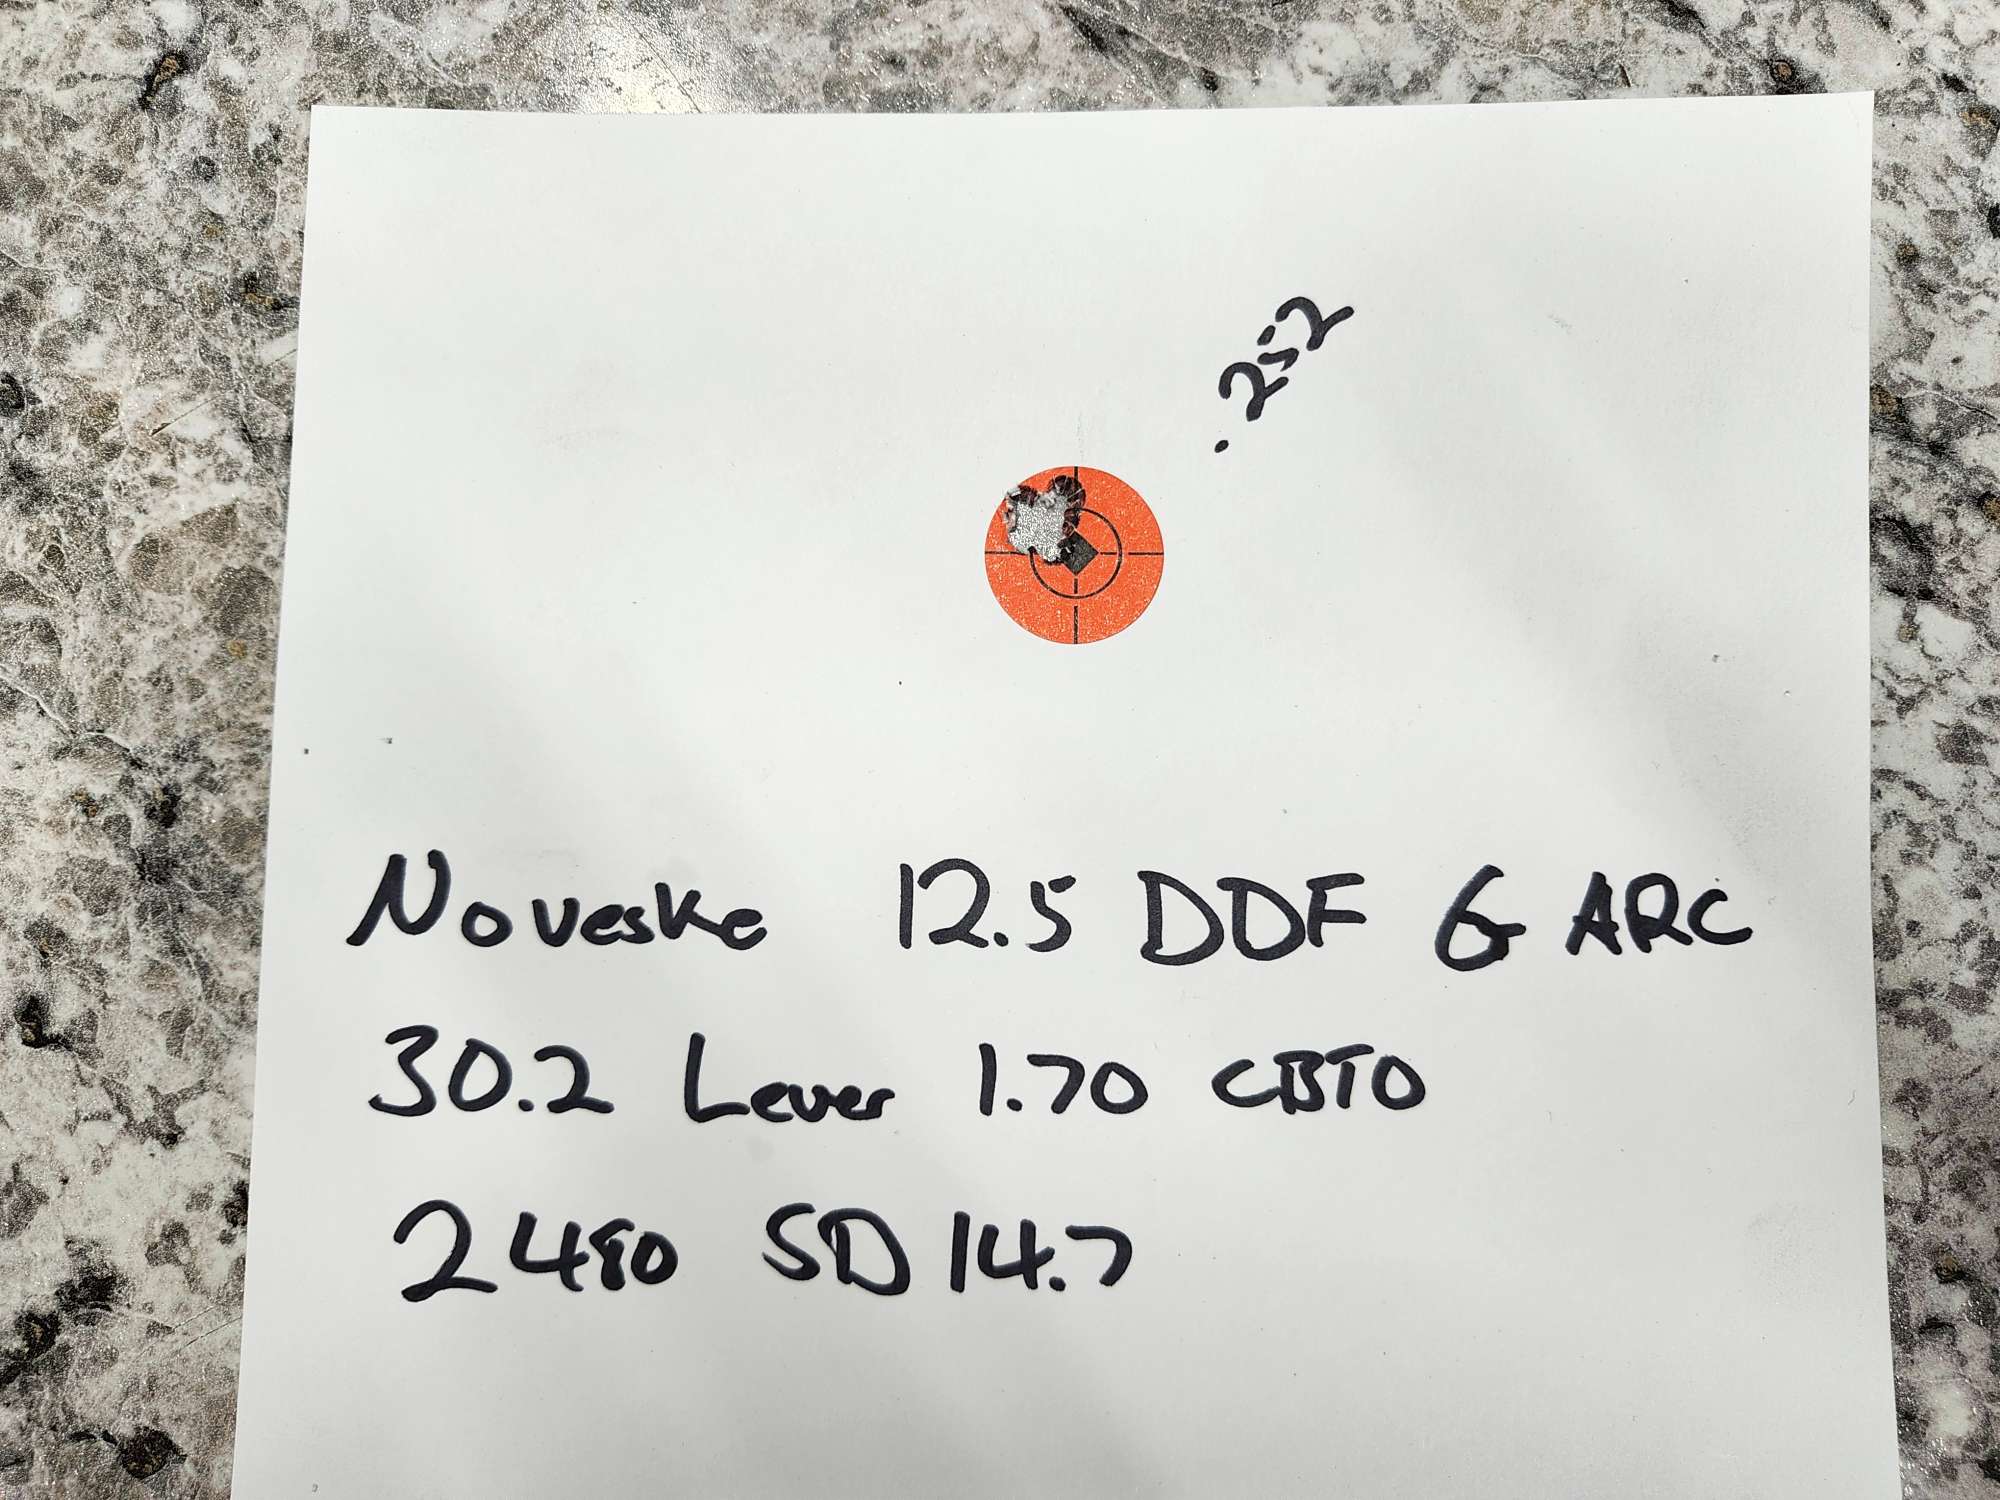 .252
Noveske 12.5 DDF 6 ARC
30.2 Lever 1.70 CBTO
2480 SD 14.7